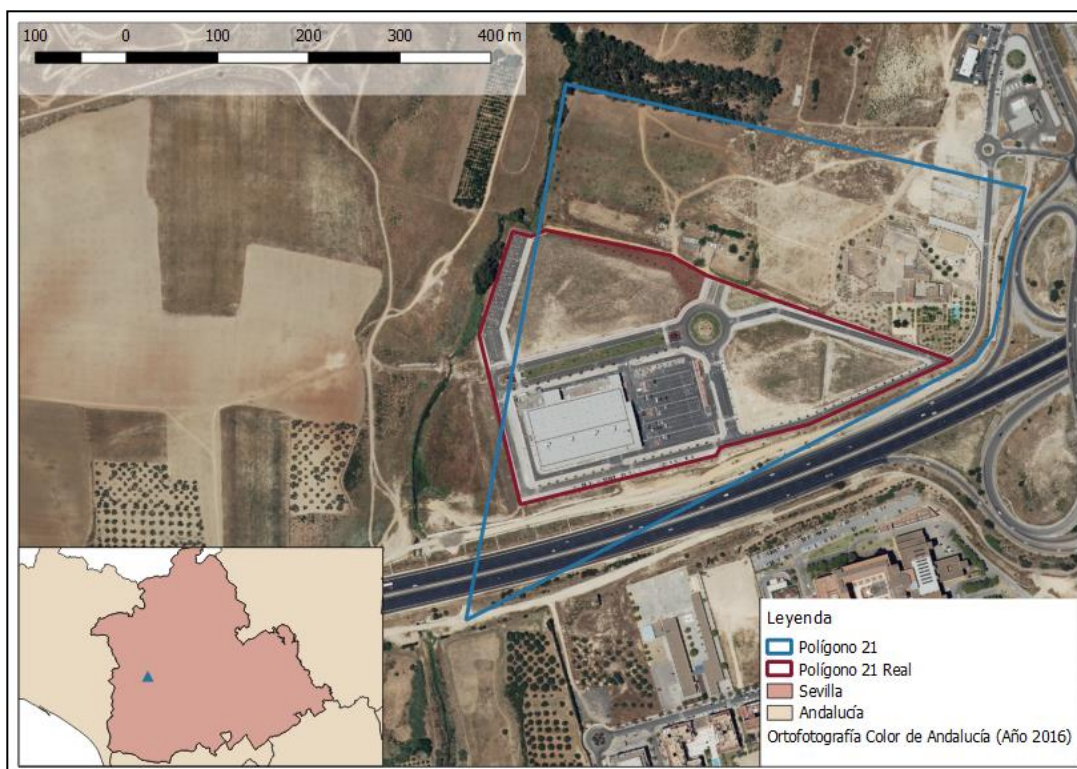 100 0 100 200 300 400 m
Leyenda
Polígono 21
Polígono 21 Real
Sevilla
Andalucía
Ortofotografía Color de Andalucía (Año 2016)